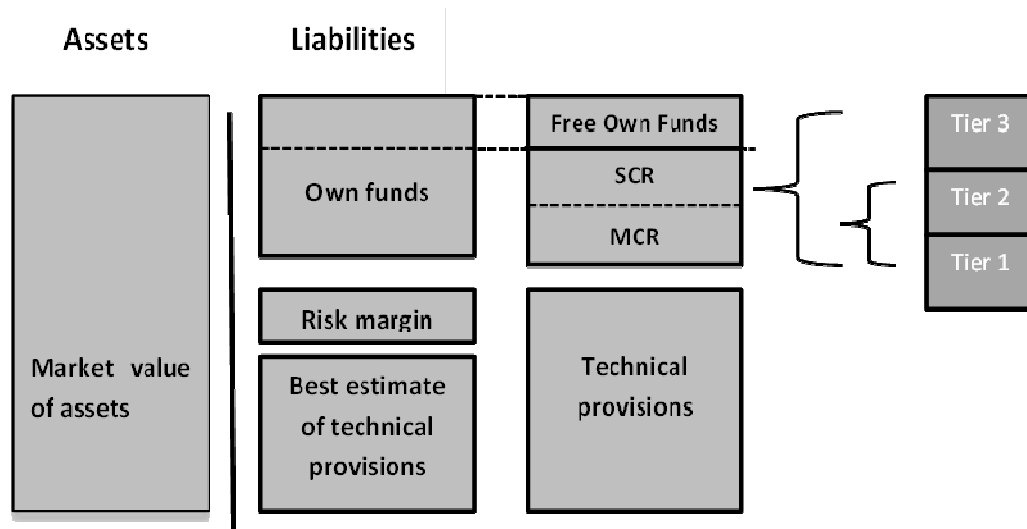 Assets
Liabilities
Free Own Funds
Tier 3
SCR
Own funds
Tier 2
MCR
Tier 1
Risk margin
Market value
of assets
Best estimate
of technical
provisions
Technical
provisions